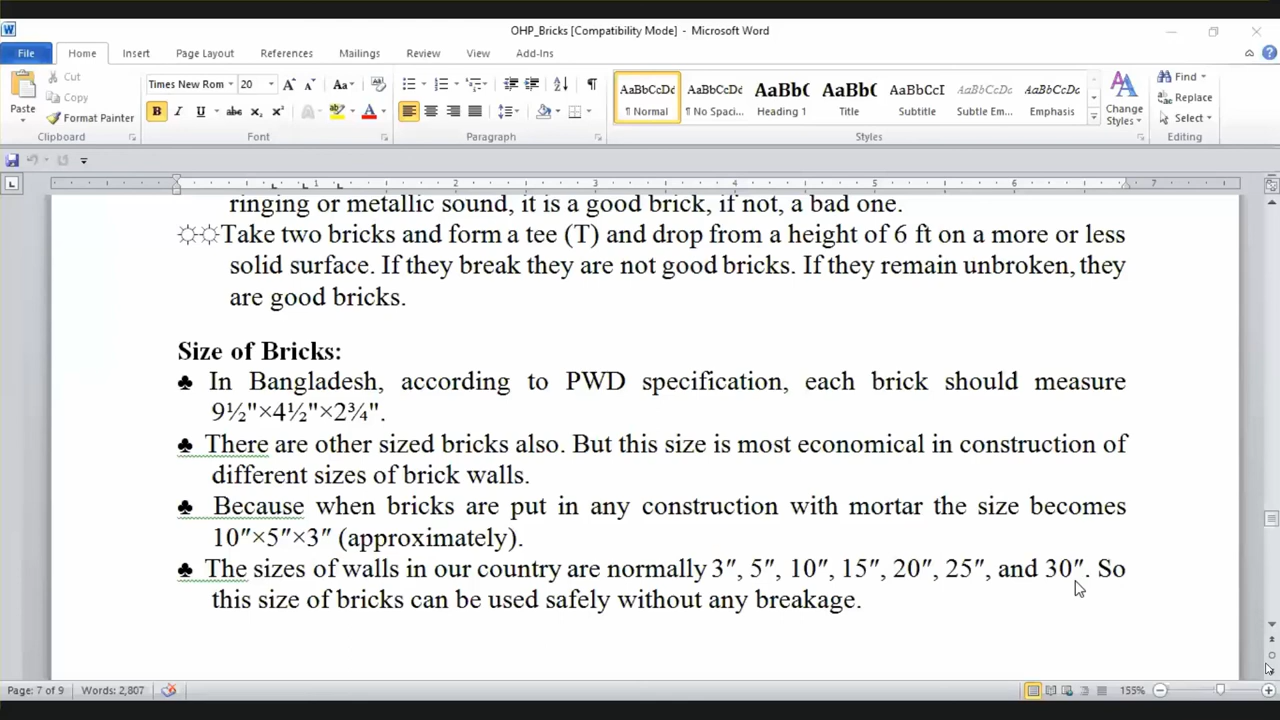 OHP_Bricks [Compatibility Mode] - Microsoft Word
File Home Insert Page Layout References Mailings Review View Add-Ins
Paste Cut Copy Format Painter
Times New Rom 20
AaBbCcDc AaBbCcDc AaBb( AaBb( AaBbCcI AaBbCcDc AaBbCcDc
¶ Normal ¶ No Spaci... Heading 1 Title Subtitle Subtle Em... Emphasis
Change Styles
Find Replace Select
Clipboard Font Paragraph Styles Editing
1 2 3 4 5 6 7
ringing or metallic sound, it is a good brick, if not, a bad one.
☼☼Take two bricks and form a tee (T) and drop from a height of 6 ft on a more or less
solid surface. If they break they are not good bricks. If they remain unbroken, they
are good bricks.
Size of Bricks:
♣ In Bangladesh, according to PWD specification, each brick should measure
9½"×4½"×2¾".
♣ There are other sized bricks also. But this size is most economical in construction of
different sizes of brick walls.
♣ Because when bricks are put in any construction with mortar the size becomes
10″×5″×3″ (approximately).
♣ The sizes of walls in our country are normally 3″, 5″, 10″, 15″, 20″, 25″, and 30″. So
this size of bricks can be used safely without any breakage.
Page: 7 of 9 Words: 2,807 155%